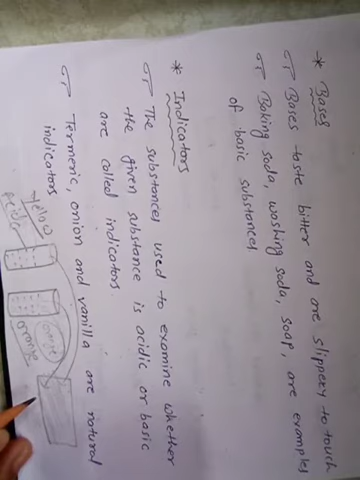 * Bases
Bases taste bitter and are slippery to touch
Baking soda, washing soda, soap, are examples
of basic substances
* Indicators
The substances used to examine whether
the given substance is acidic or basic
are called indicators.
Termeric, onion and vanilla are natural
indicators
yellow
acidic
orange